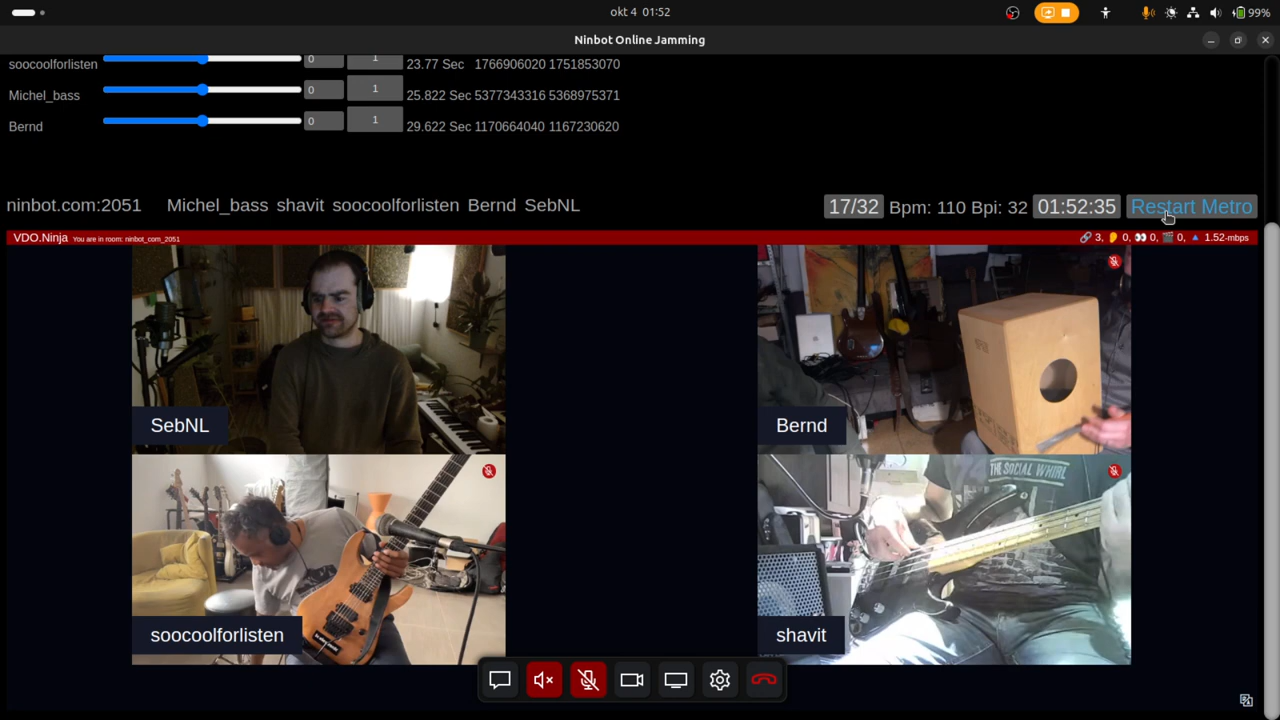 okt 4 01:52
99%
Ninbot Online Jamming
soocoolforlisten 0 1 23.77 Sec 1766906020 1751853070
Michel_bass 0 1 25.822 Sec 5377343316 5368975371
Bernd 0 1 29.622 Sec 1170664040 1167230620
ninbot.com:2051 Michel_bass shavit soocoolforlisten Bernd SebNL 17/32 Bpm: 110 Bpi: 32 01:52:35 Restart Metro
VDO.Ninja You are in room: ninbot_com_2051 3, 0, 0, 0, 1.52-mbps
SebNL
Bernd
THE SOCIAL WHIRL
soocoolforlisten
shavit